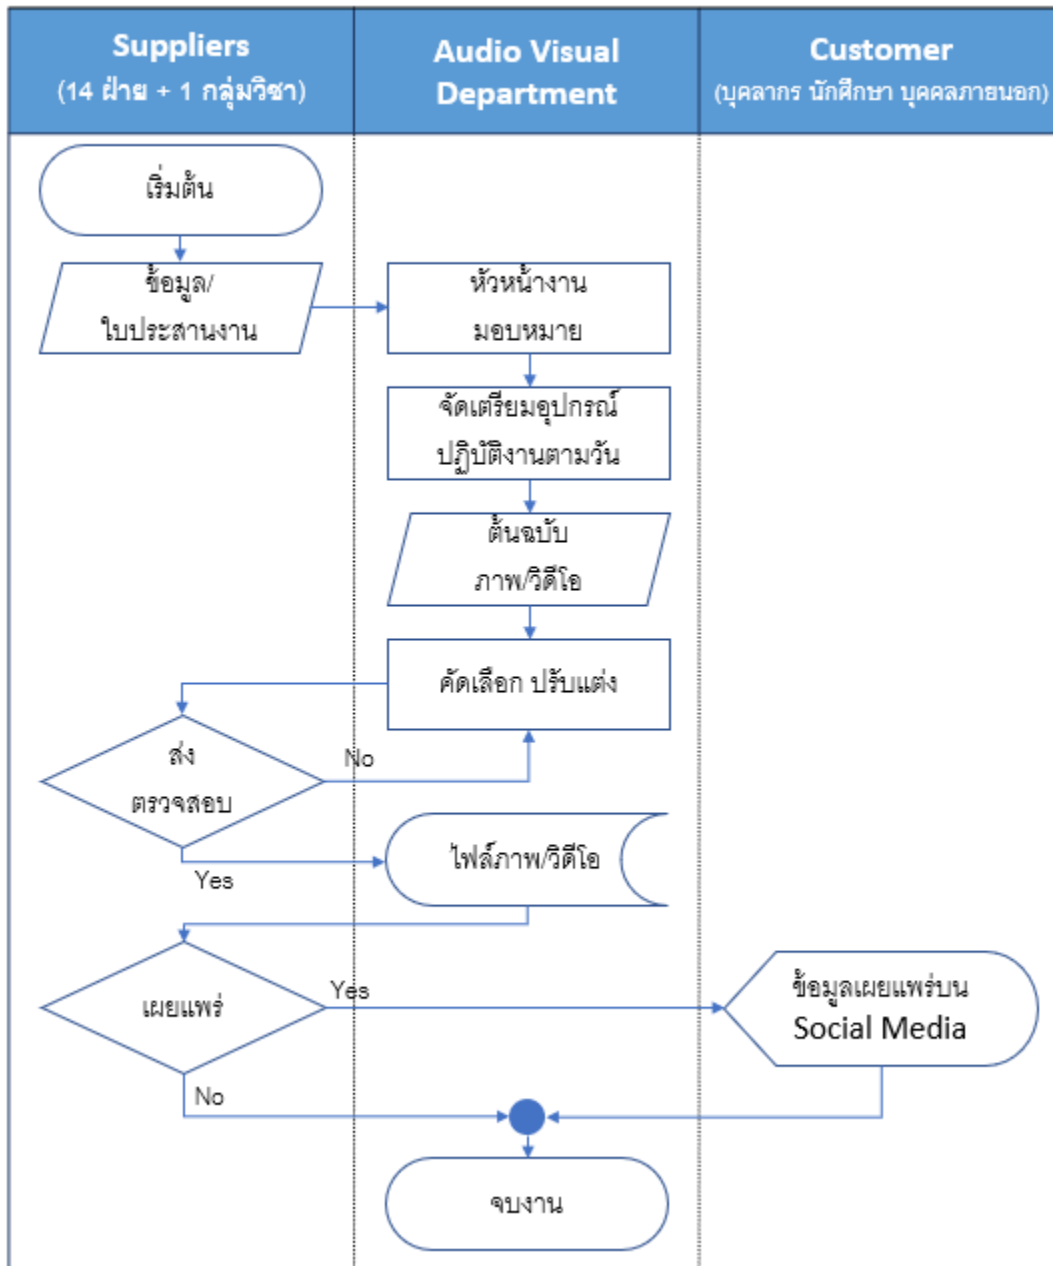 Suppliers
(14 ฝ่าย + 1 กลุ่มวิชา)
Audio Visual
Department
Customer
(บุคลากร นักศึกษา บุคคลภายนอก)
เริ่มต้น
ข้อมูล/
ใบประสานงาน
หัวหน้างาน
มอบหมาย
จัดเตรียมอุปกรณ์
ปฏิบัติงานตามวัน
ต้นฉบับ
ภาพ/วิดีโอ
คัดเลือก ปรับแต่ง
ส่ง
ตรวจสอบ
No
Yes
ไฟล์ภาพ/วิดีโอ
เผยแพร่
Yes
ข้อมูลเผยแพร่บน
Social Media
No
จบงาน